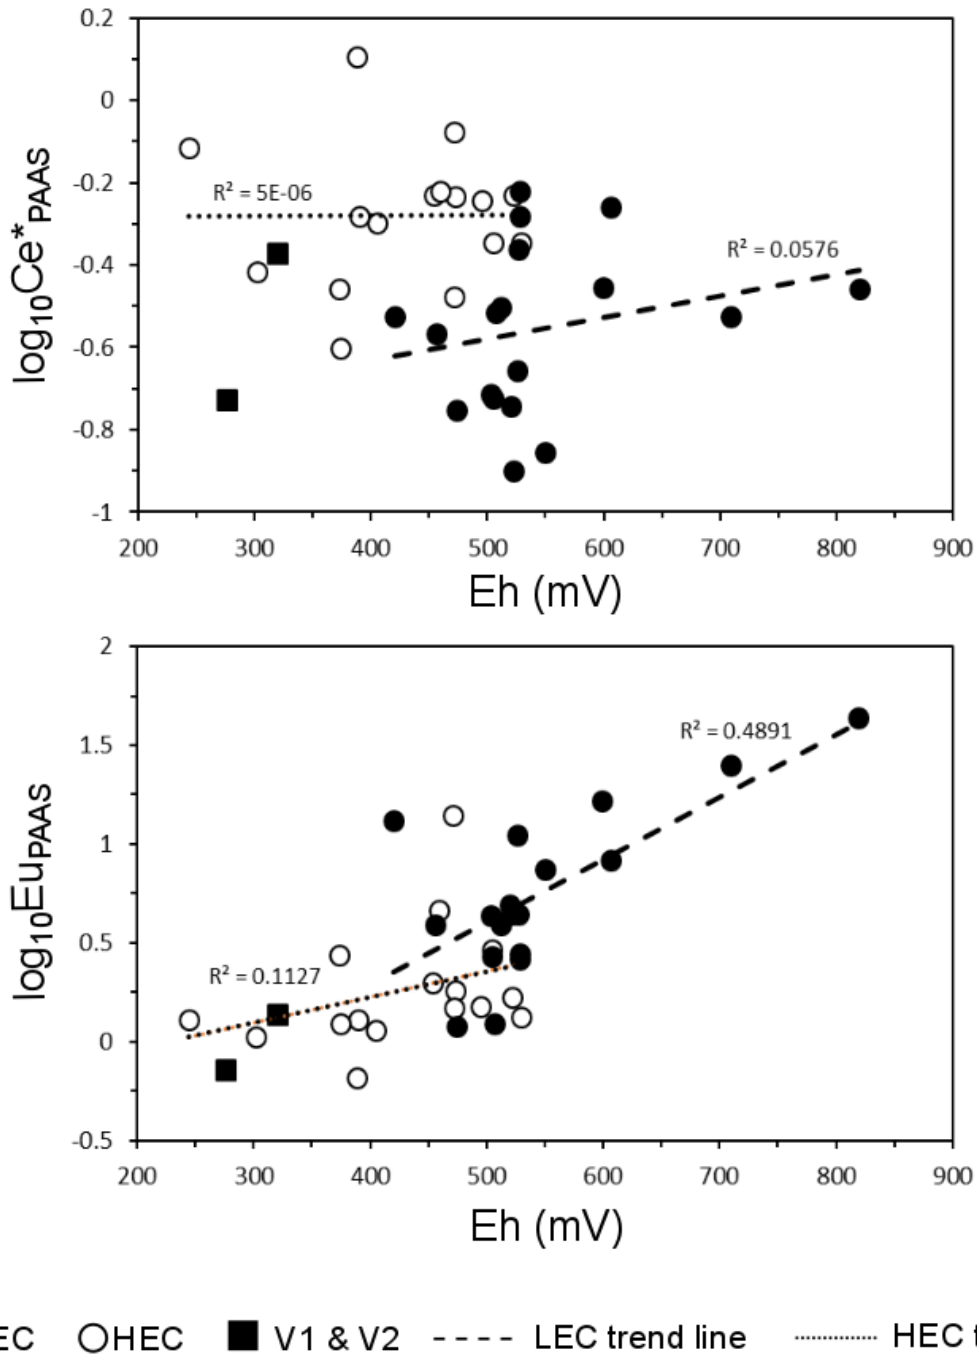 0.2
0
-0.2
-0.4
-0.6
-0.8
-1
log10Ce*PAAS
R² = 5E-06
R² = 0.0576
200 300 400 500 600 700 800 900
Eh (mV)
2
1.5
1
0.5
0
-0.5
log10EuPAAS
R² = 0.4891
R² = 0.1127
200 300 400 500 600 700 800 900
Eh (mV)
EC HEC V1 & V2 LEC trend line HEC t